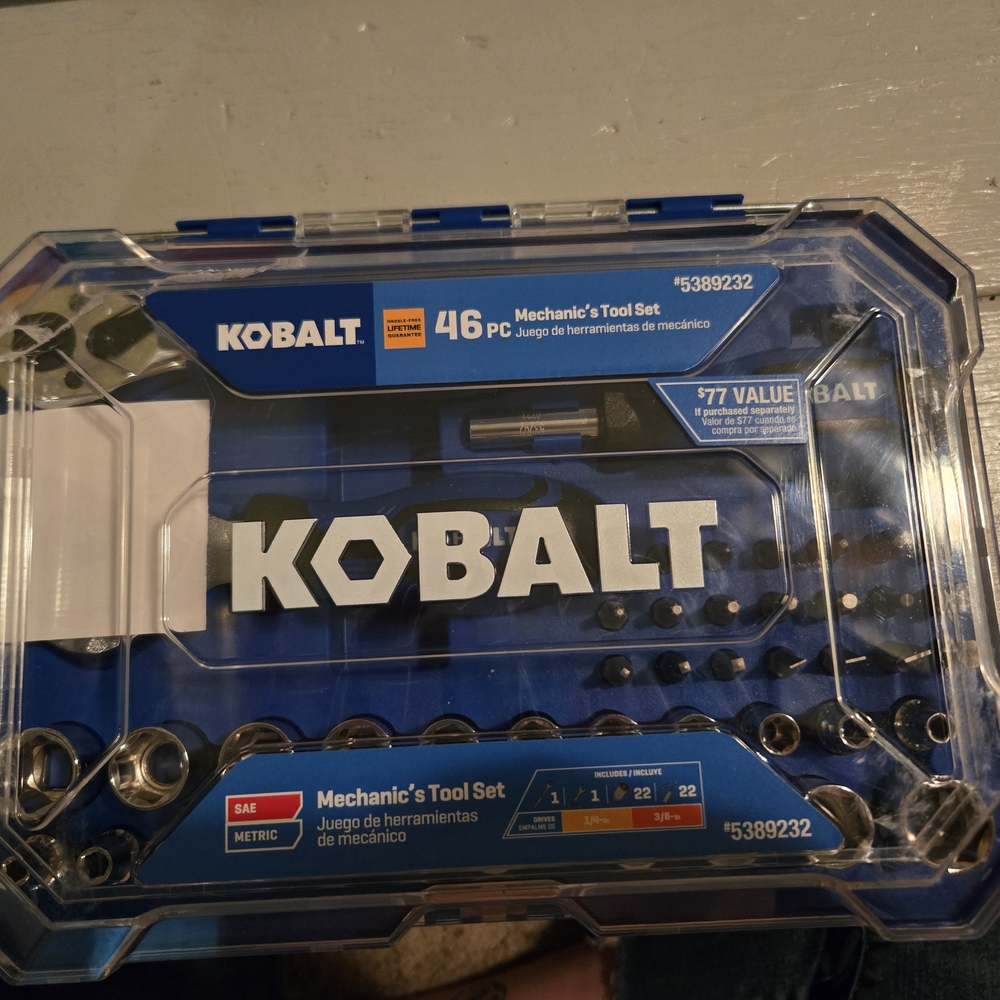 #5389232
KOBALT™
HASSLE-FREE
LIFETIME
GUARANTEE
46 PC
Mechanic's Tool Set
Juego de herramientas de mecánico
$77 VALUE
If purchased separately
Valor de $77 cuando se
compra por separado
KOBALT
KOBALT
SAE
METRIC
Mechanic's Tool Set
Juego de herramientas
de mecánico
INCLUDES / INCLUYE
1 1 22 22
DRIVES
EMPALME DE
1/4-in
3/8-in
#5389232